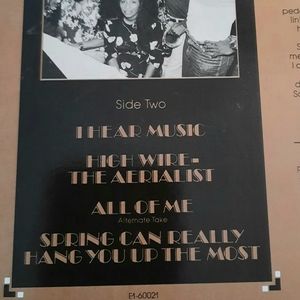 Side Two
I HEAR MUSIC
HIGH WIRE-
THE AERIALIST
ALL OF ME
Alternate Take
SPRING CAN REALLY
HANG YOU UP THE MOST
E1-60021